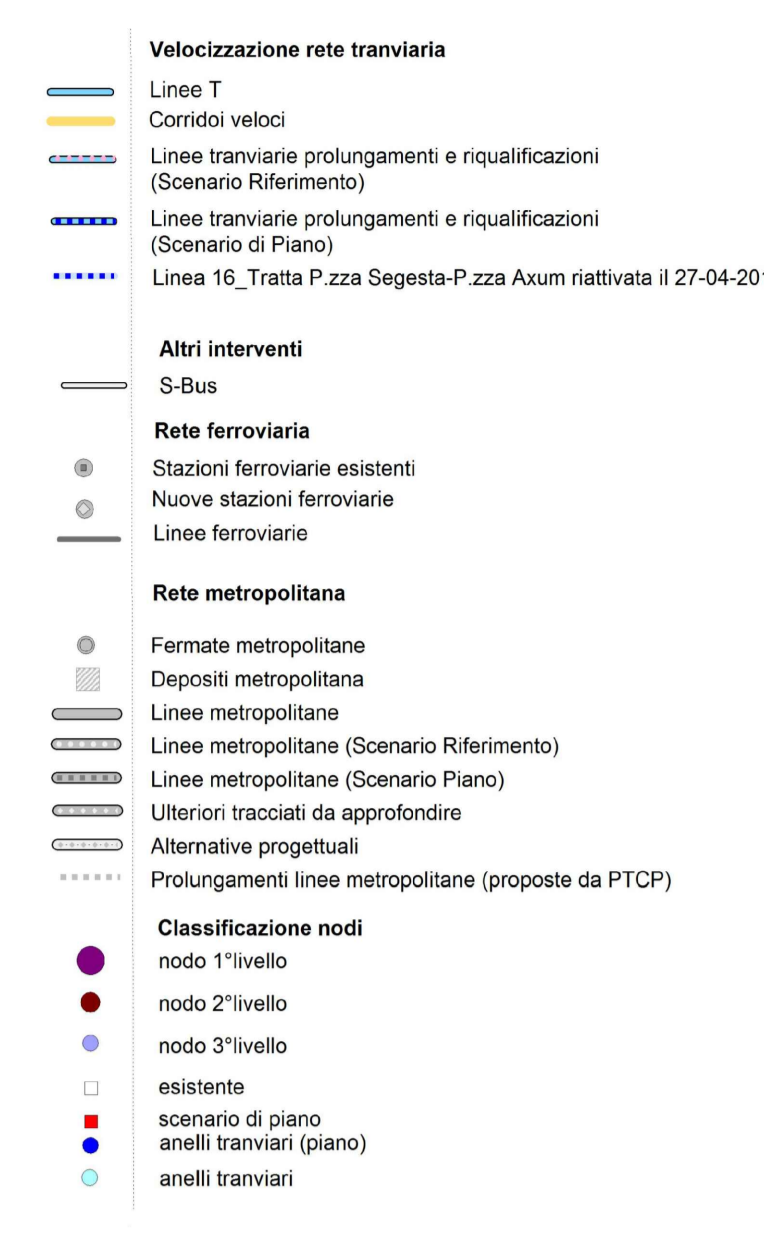 Velocizzazione rete tranviaria
Linee T
Corridoi veloci
Linee tranviarie prolungamenti e riqualificazioni
(Scenario Riferimento)
Linee tranviarie prolungamenti e riqualificazioni
(Scenario di Piano)
Linea 16_Tratta P.zza Segesta-P.zza Axum riattivata il
Altri interventi
S-Bus
Rete ferroviaria
Stazioni ferroviarie esistenti
Nuove stazioni ferroviarie
Linee ferroviarie
Rete metropolitana
Fermate metropolitane
Depositi metropolitana
Linee metropolitane
Linee metropolitane (Scenario Riferimento)
Linee metropolitane (Scenario Piano)
Ulteriori tracciati da approfondire
Alternative progettuali
Prolungamenti linee metropolitane (proposte da PTCP)
Classificazione nodi
nodo 1°livello
nodo 2°livello
nodo 3°livello
esistente
scenario di piano
anelli tranviari (piano)
anelli tranviari